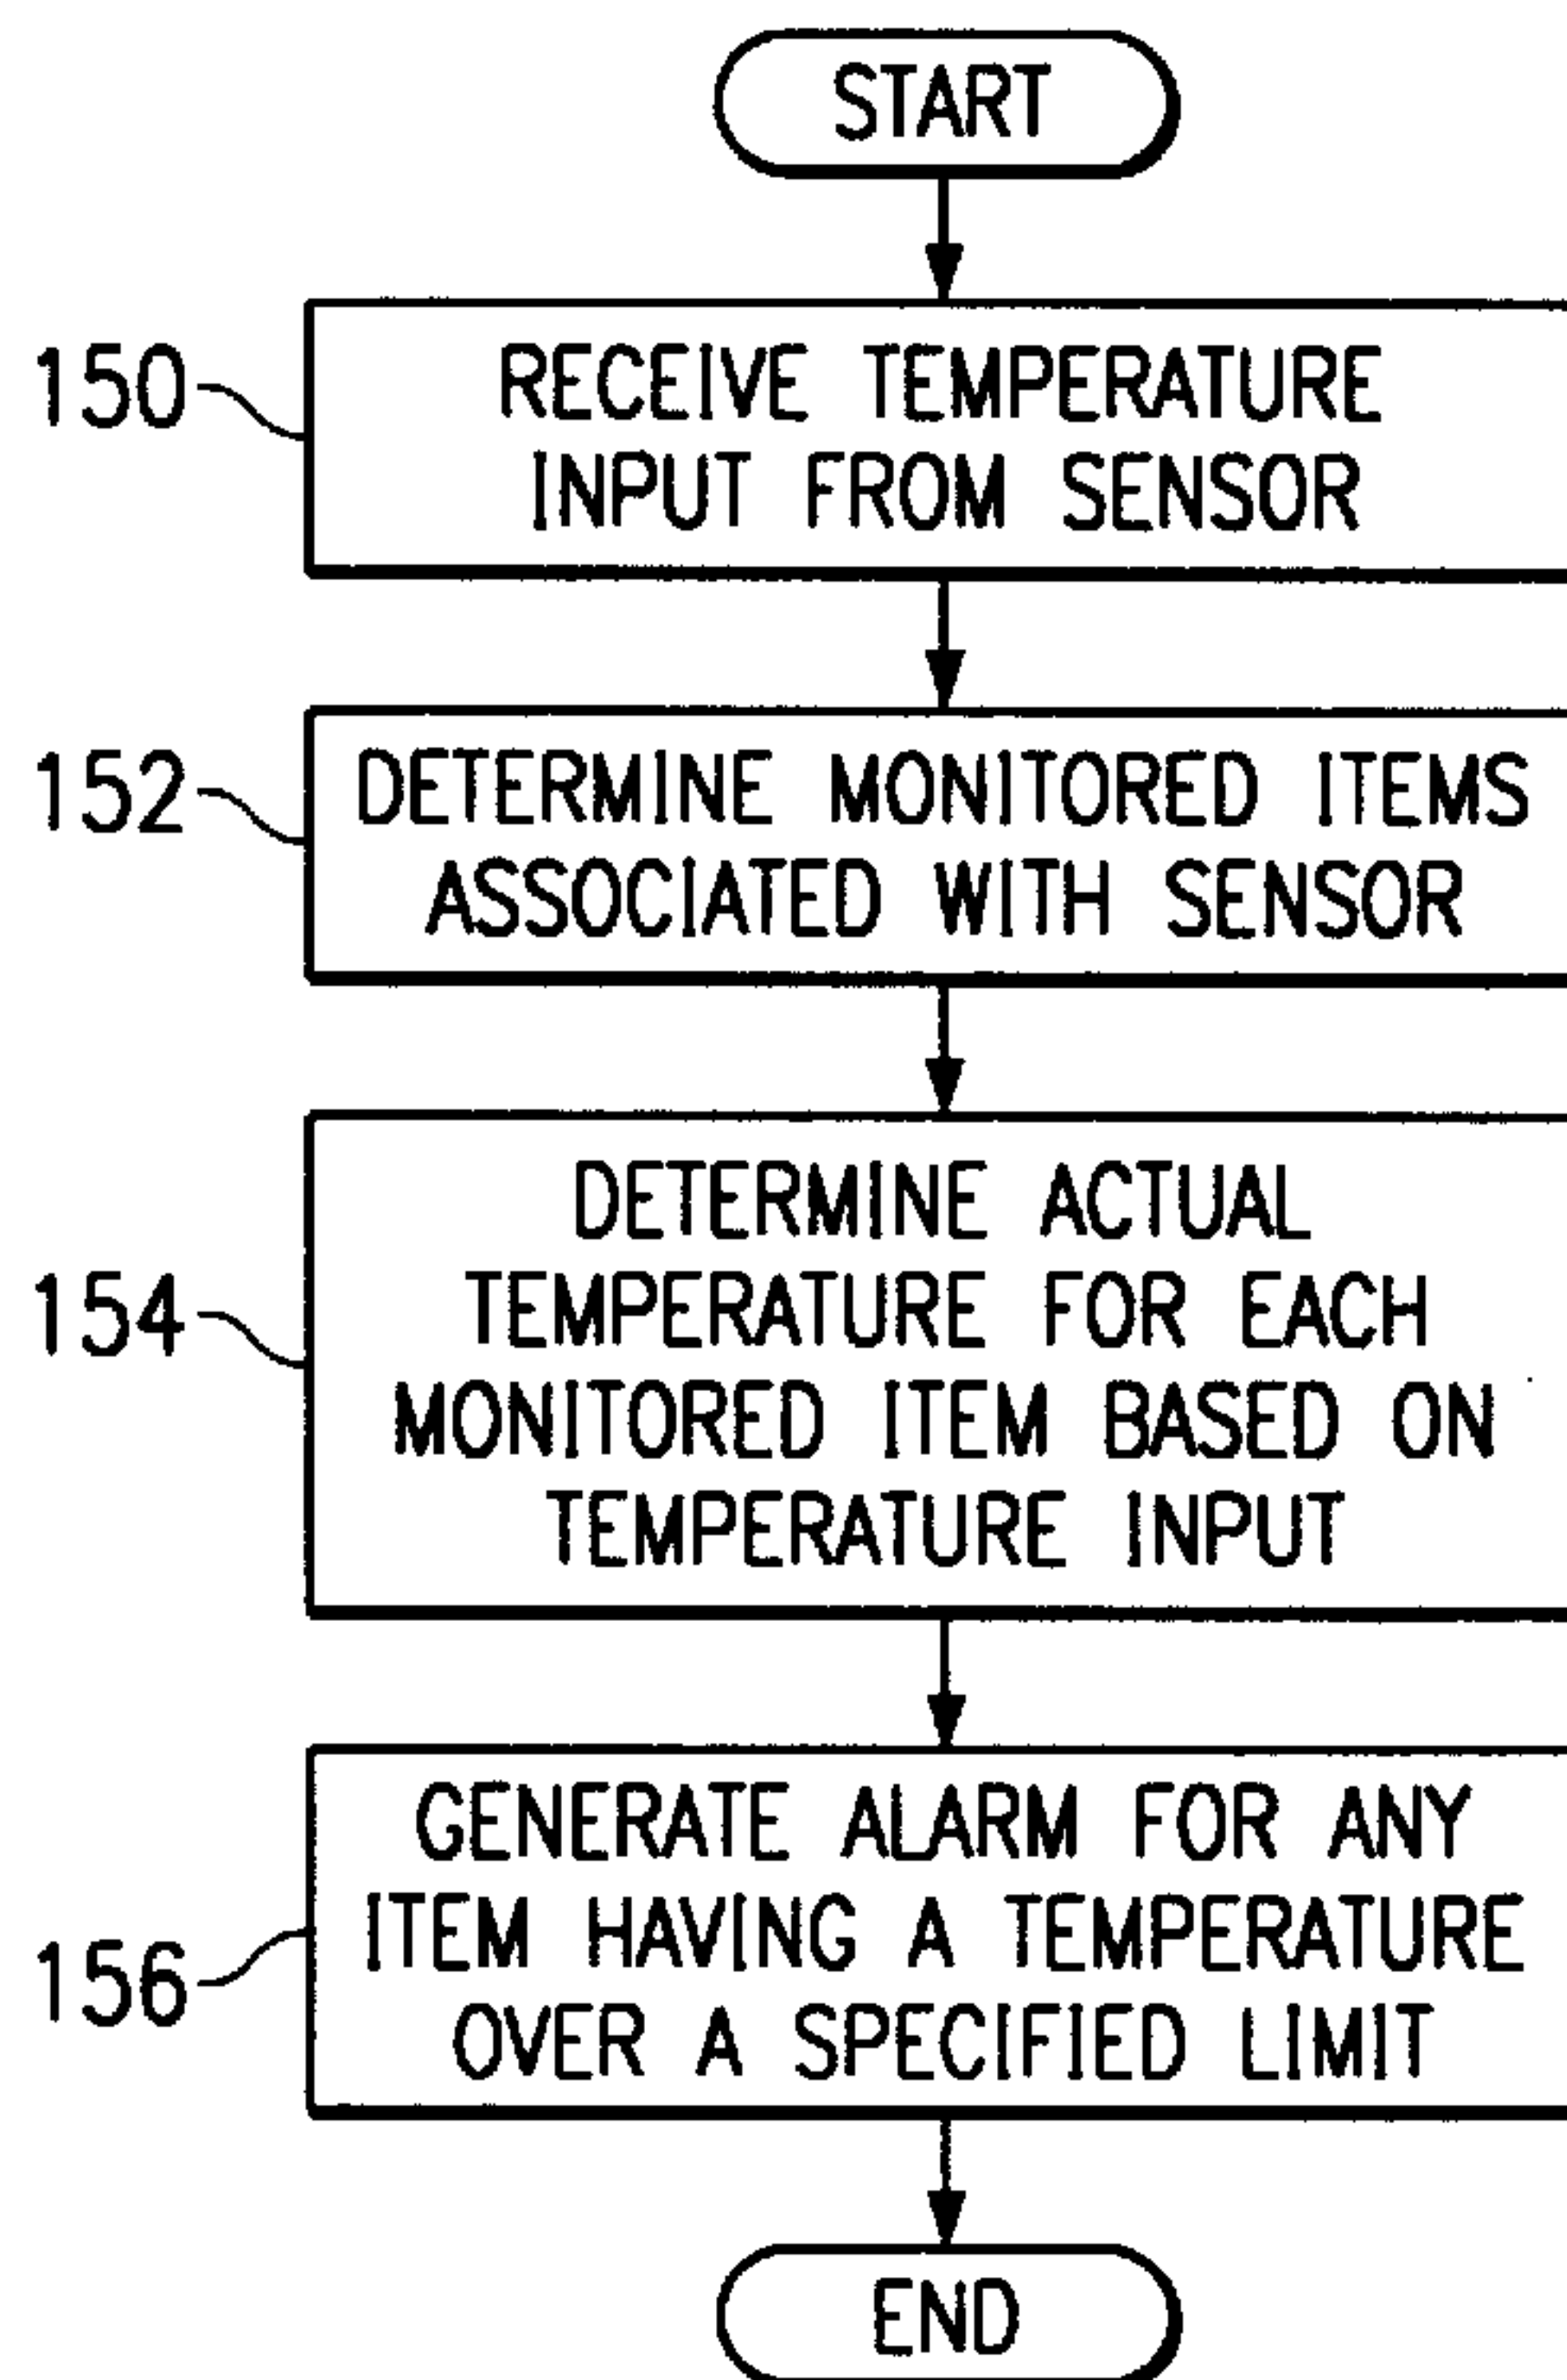 START
150
RECEIVE TEMPERATURE
INPUT FROM SENSOR
152
DETERMINE MONITORED ITEMS
ASSOCIATED WITH SENSOR
154
DETERMINE ACTUAL
TEMPERATURE FOR EACH
MONITORED ITEM BASED ON
TEMPERATURE INPUT
156
GENERATE ALARM FOR ANY
ITEM HAVING A TEMPERATURE
OVER A SPECIFIED LIMIT
END